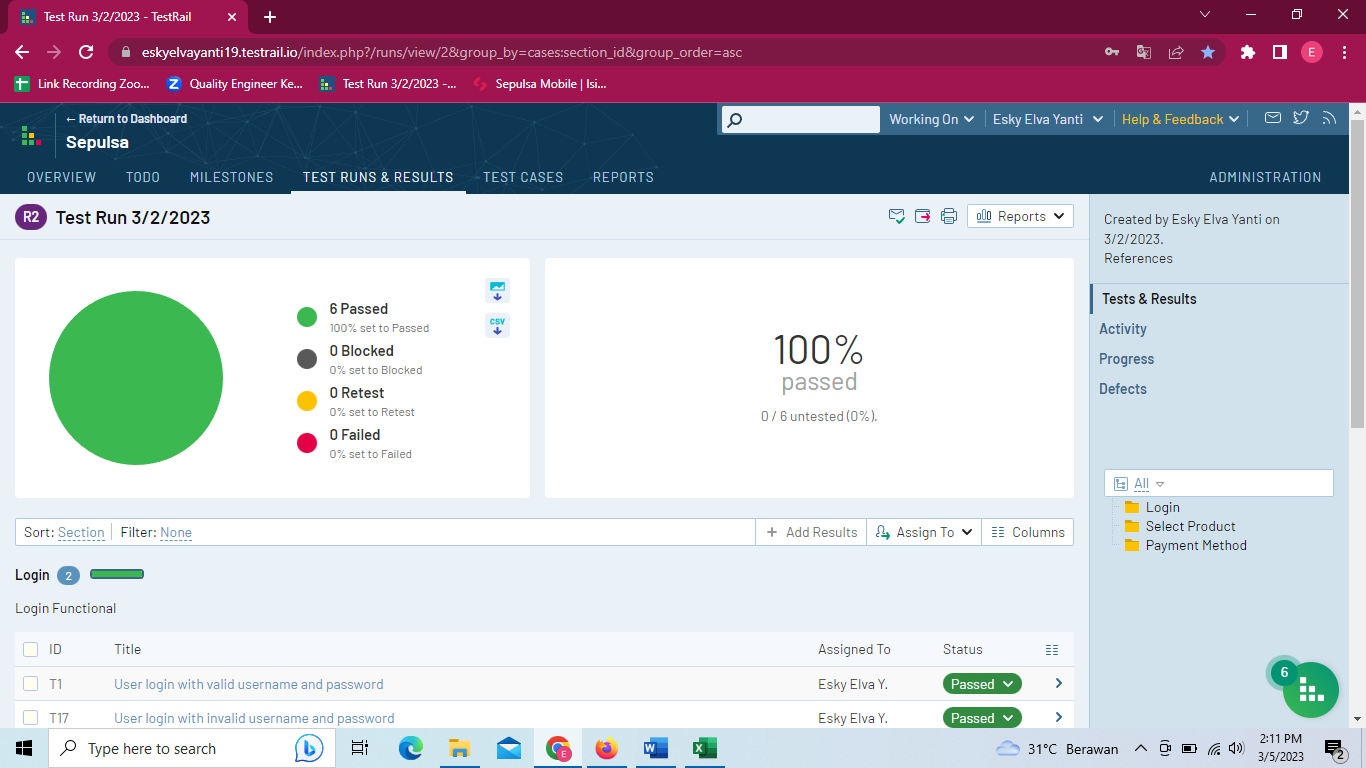 Test Run 3/2/2023 - TestRail
eskyelvayanti19.testrail.io/index.php?/runs/view/2&group_by=cases:section_id&group_order=asc
E
Link Recording Zoo...
Quality Engineer Ke...
Test Run 3/2/2023 -...
Sepulsa Mobile | Isi...
← Return to Dashboard
Sepulsa
Working On
Esky Elva Yanti
Help & Feedback
OVERVIEW
TODO
MILESTONES
TEST RUNS & RESULTS
TEST CASES
REPORTS
ADMINISTRATION
R2
Test Run 3/2/2023
Reports
6 Passed
100% set to Passed
0 Blocked
0% set to Blocked
0 Retest
0% set to Retest
0 Failed
0% set to Failed
CSV
100%
passed
0 / 6 untested (0%).
Sort: Section
Filter: None
+ Add Results
Assign To
Columns
Login 2
Login Functional
ID Title Assigned To Status
T1 User login with valid username and password Esky Elva Y. Passed
T17 User login with invalid username and password Esky Elva Y. Passed
Created by Esky Elva Yanti on
3/2/2023.
References
Tests & Results
Activity
Progress
Defects
All
Login
Select Product
Payment Method
6
Type here to search
E
31°C Berawan
2:11 PM
3/5/2023
2